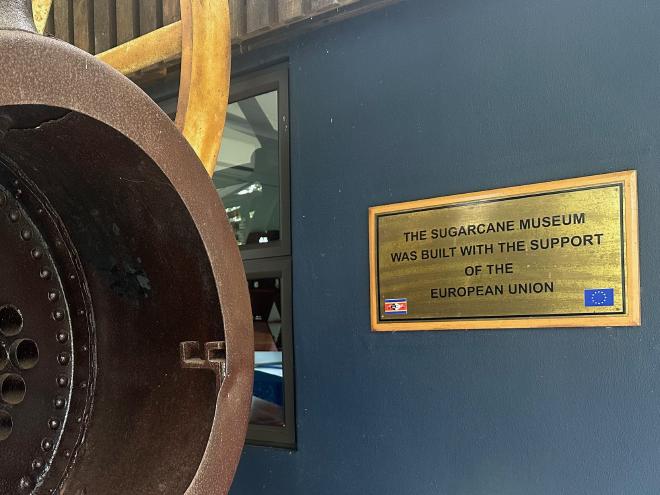 THE SUGARCANE MUSEUM
WAS BUILT WITH THE SUPPORT
OF THE
EUROPEAN UNION